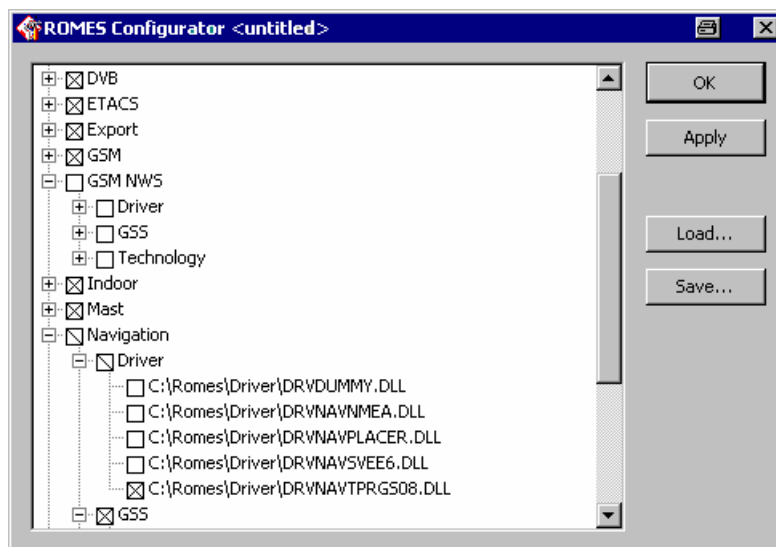 ROMES Configurator <untitled>
DVB
ETACS
Export
GSM
GSM NWS
Driver
GSS
Technology
Indoor
Mast
Navigation
Driver
C:\Romes\Driver\DRVDUMMY.DLL
C:\Romes\Driver\DRVNAVNMEA.DLL
C:\Romes\Driver\DRVNAVPLACER.DLL
C:\Romes\Driver\DRVNAVSVEE6.DLL
C:\Romes\Driver\DRVNAVTPRGS08.DLL
GSS
OK
Apply
Load...
Save...